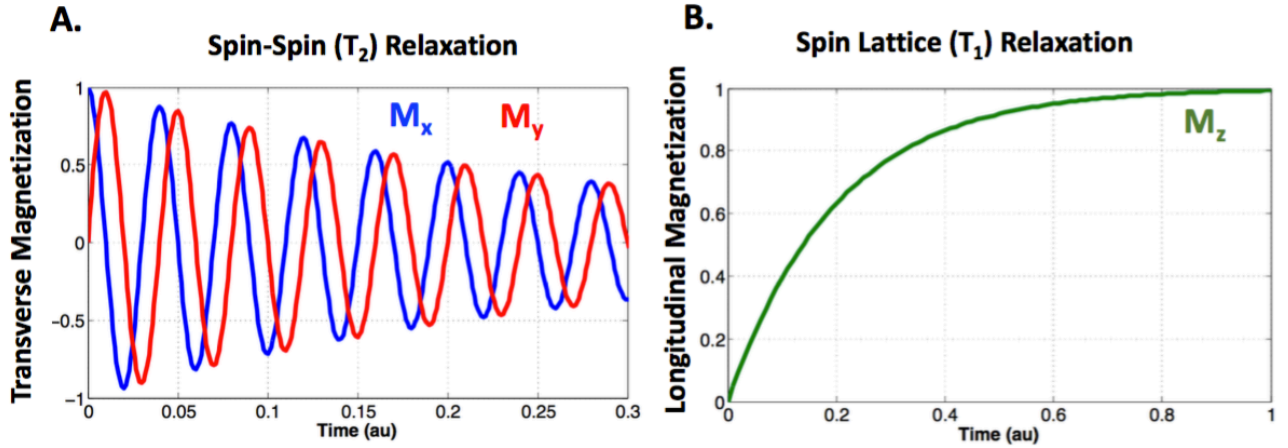 A.
Spin-Spin (T₂) Relaxation
Transverse Magnetization
1
0.5
0
−0.5
−1
Mₓ
M_y
0 0.05 0.1 0.15 0.2 0.25 0.3
Time (au)
B.
Spin Lattice (T₁) Relaxation
Longitudinal Magnetization
1
0.8
0.6
0.4
0.2
0
M_z
0 0.2 0.4 0.6 0.8 1
Time (au)